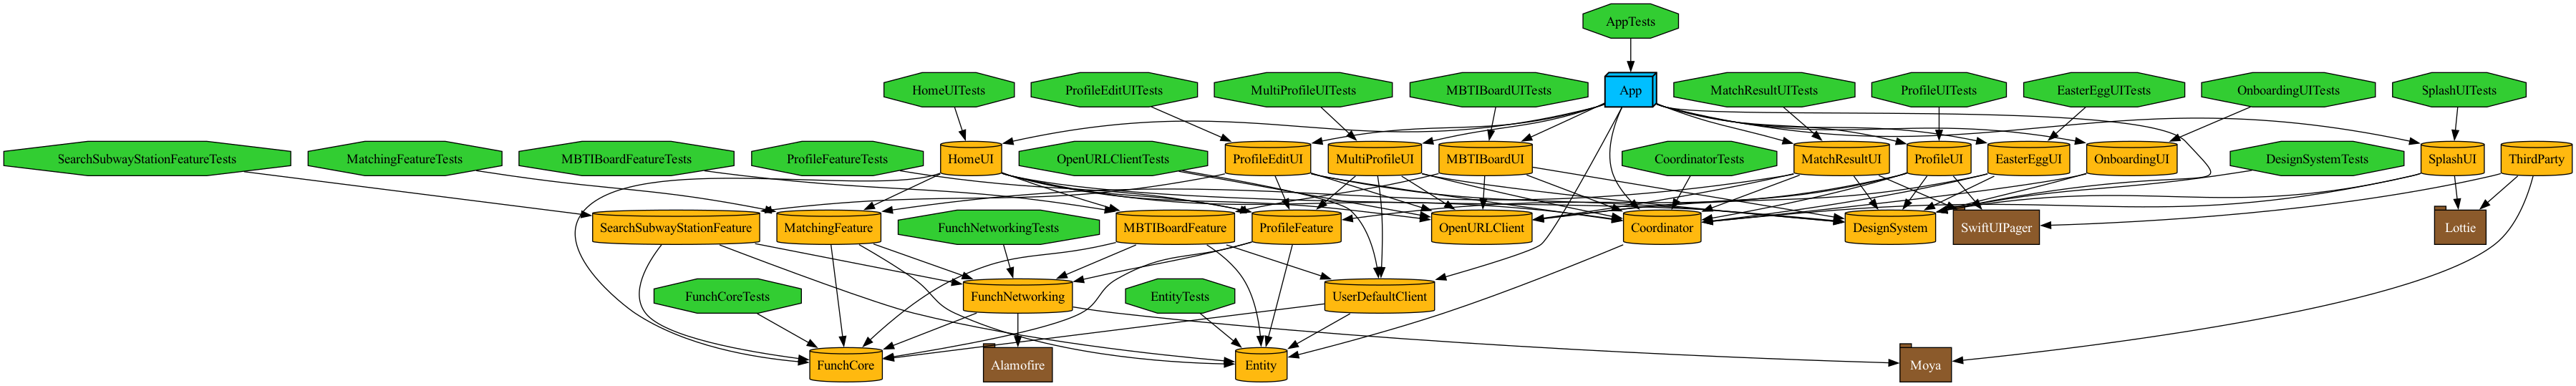 AppTests
HomeUITests
ProfileEditUITests
MultiProfileUITests
MBTIBoardUITests
App
MatchResultUITests
ProfileUITests
EasterEggUITests
OnboardingUITests
SplashUITests
SearchSubwayStationFeatureTests
MatchingFeatureTests
MBTIBoardFeatureTests
ProfileFeatureTests
HomeUI
OpenURLClientTests
ProfileEditUI
MultiProfileUI
MBTIBoardUI
CoordinatorTests
MatchResultUI
ProfileUI
EasterEggUI
OnboardingUI
DesignSystemTests
SplashUI
ThirdParty
SearchSubwayStationFeature
MatchingFeature
FunchNetworkingTests
MBTIBoardFeature
ProfileFeature
OpenURLClient
Coordinator
DesignSystem
SwiftUIPager
Lottie
FunchCoreTests
FunchNetworking
EntityTests
UserDefaultClient
FunchCore
Alamofire
Entity
Moya